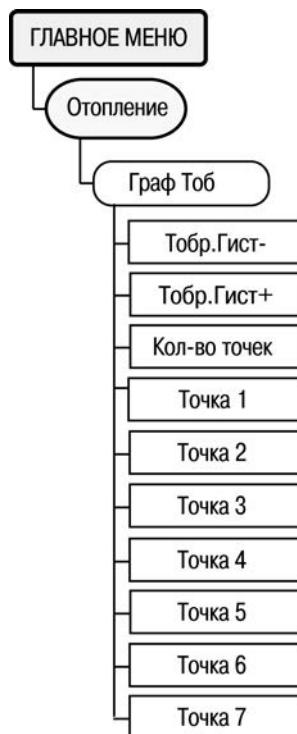 ГЛАВНОЕ МЕНЮ
Отопление
Граф Тоб
Тобр.Гист-
Тобр.Гист+
Кол-во точек
Точка 1
Точка 2
Точка 3
Точка 4
Точка 5
Точка 6
Точка 7